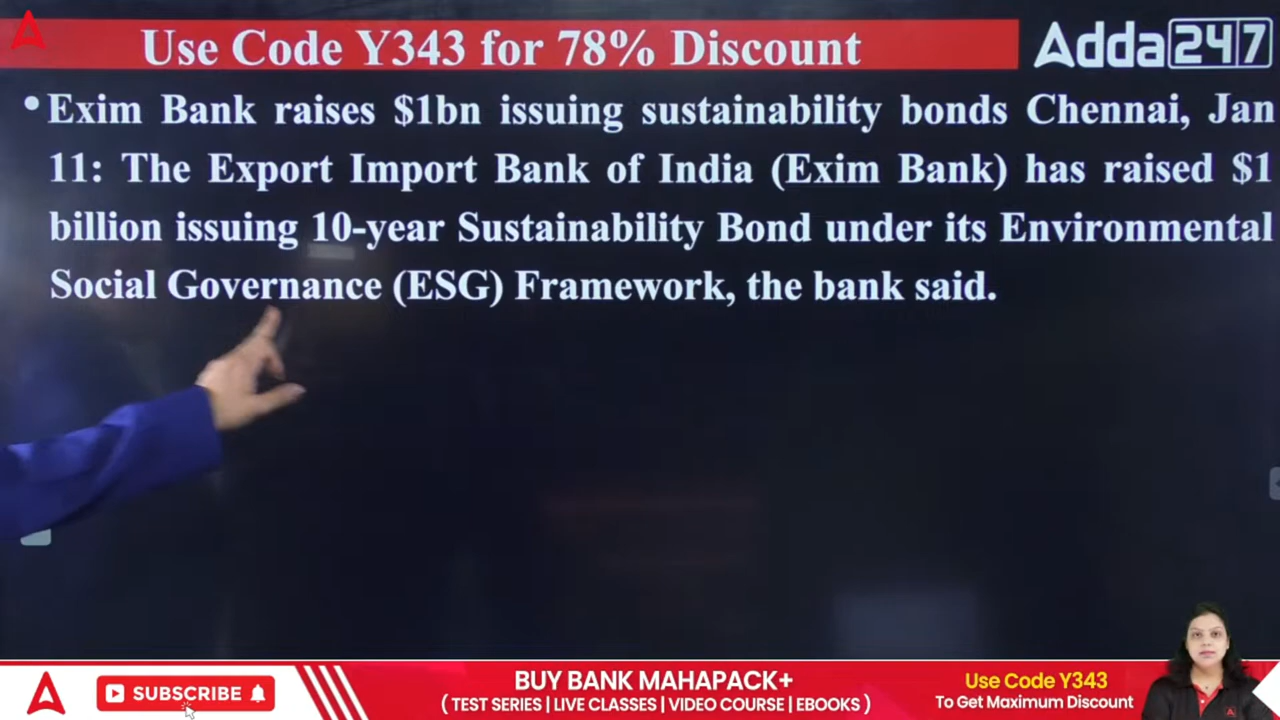 Use Code Y343 for 78% Discount
Adda247
• Exim Bank raises $1bn issuing sustainability bonds Chennai, Jan
11: The Export Import Bank of India (Exim Bank) has raised $1
billion issuing 10-year Sustainability Bond under its Environmental
Social Governance (ESG) Framework, the bank said.
SUBSCRIBE
BUY BANK MAHAPACK+
( TEST SERIES | LIVE CLASSES | VIDEO COURSE | EBOOKS )
Use Code Y343
To Get Maximum Discount